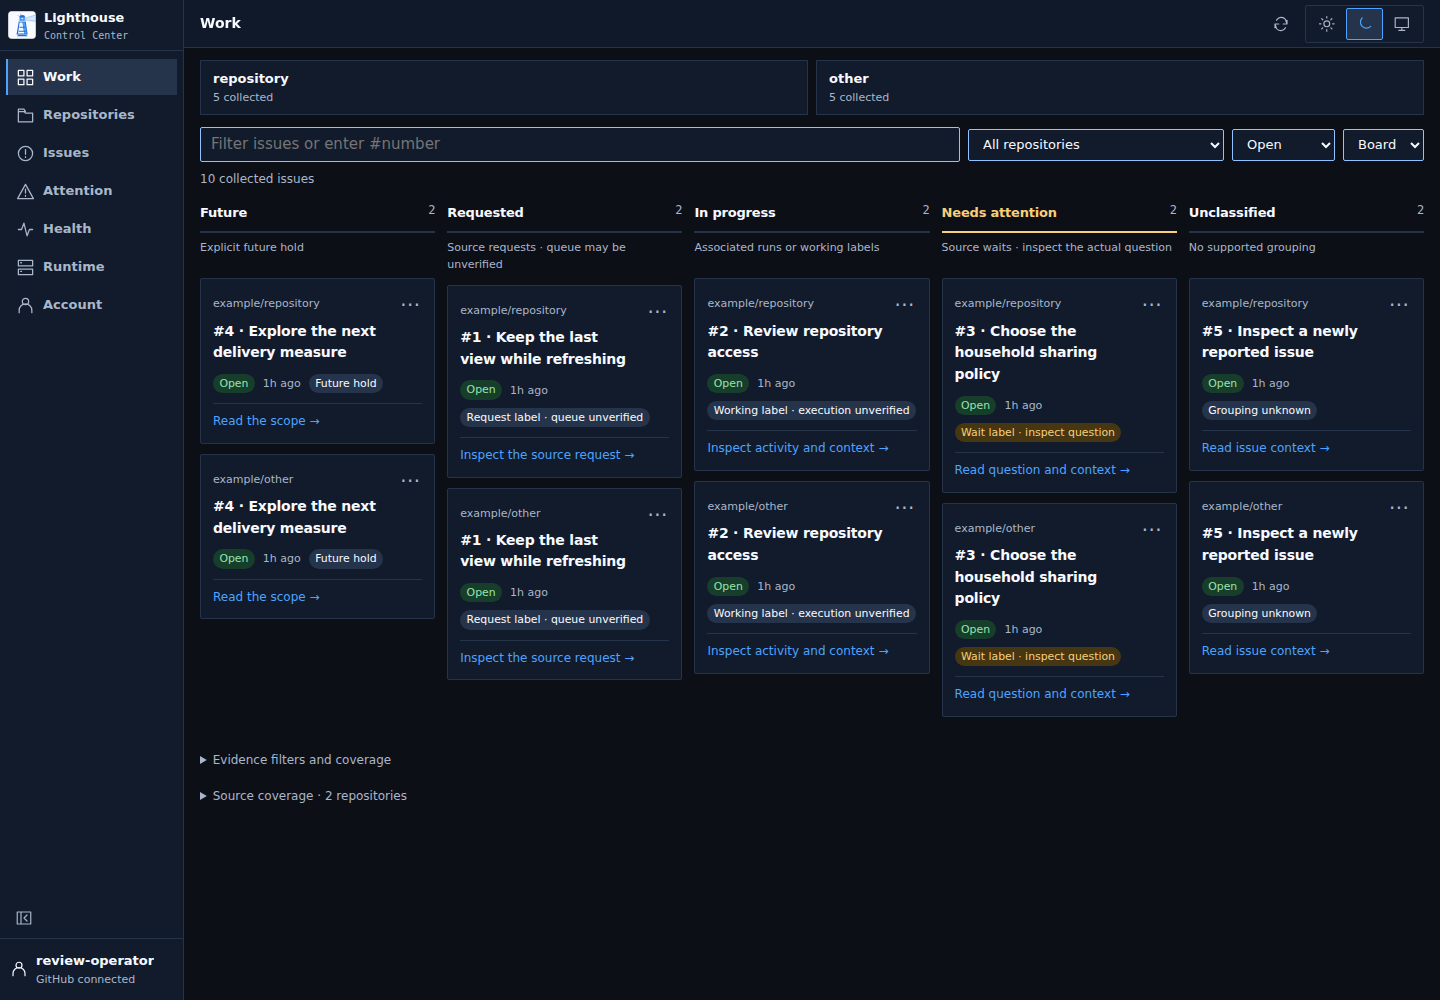 Lighthouse
Control Center
Work
Repositories
Issues
Attention
Health
Runtime
Account
review-operator
GitHub connected
Work
repository
5 collected
other
5 collected
Filter issues or enter #number
All repositories
Open
Board
10 collected issues
Future 2
Explicit future hold
example/repository ...
#4 · Explore the next
delivery measure
Open 1h ago Future hold
Read the scope →
example/other ...
#4 · Explore the next
delivery measure
Open 1h ago Future hold
Read the scope →
Requested 2
Source requests · queue may be
unverified
example/repository ...
#1 · Keep the last
view while refreshing
Open 1h ago
Request label · queue unverified
Inspect the source request →
example/other ...
#1 · Keep the last
view while refreshing
Open 1h ago
Request label · queue unverified
Inspect the source request →
In progress 2
Associated runs or working labels
example/repository ...
#2 · Review repository
access
Open 1h ago
Working label · execution unverified
Inspect activity and context →
example/other ...
#2 · Review repository
access
Open 1h ago
Working label · execution unverified
Inspect activity and context →
Needs attention 2
Source waits · inspect the actual question
example/repository ...
#3 · Choose the
household sharing
policy
Open 1h ago
Wait label · inspect question
Read question and context →
example/other ...
#3 · Choose the
household sharing
policy
Open 1h ago
Wait label · inspect question
Read question and context →
Unclassified 2
No supported grouping
example/repository ...
#5 · Inspect a newly
reported issue
Open 1h ago
Grouping unknown
Read issue context →
example/other ...
#5 · Inspect a newly
reported issue
Open 1h ago
Grouping unknown
Read issue context →
Evidence filters and coverage
Source coverage · 2 repositories